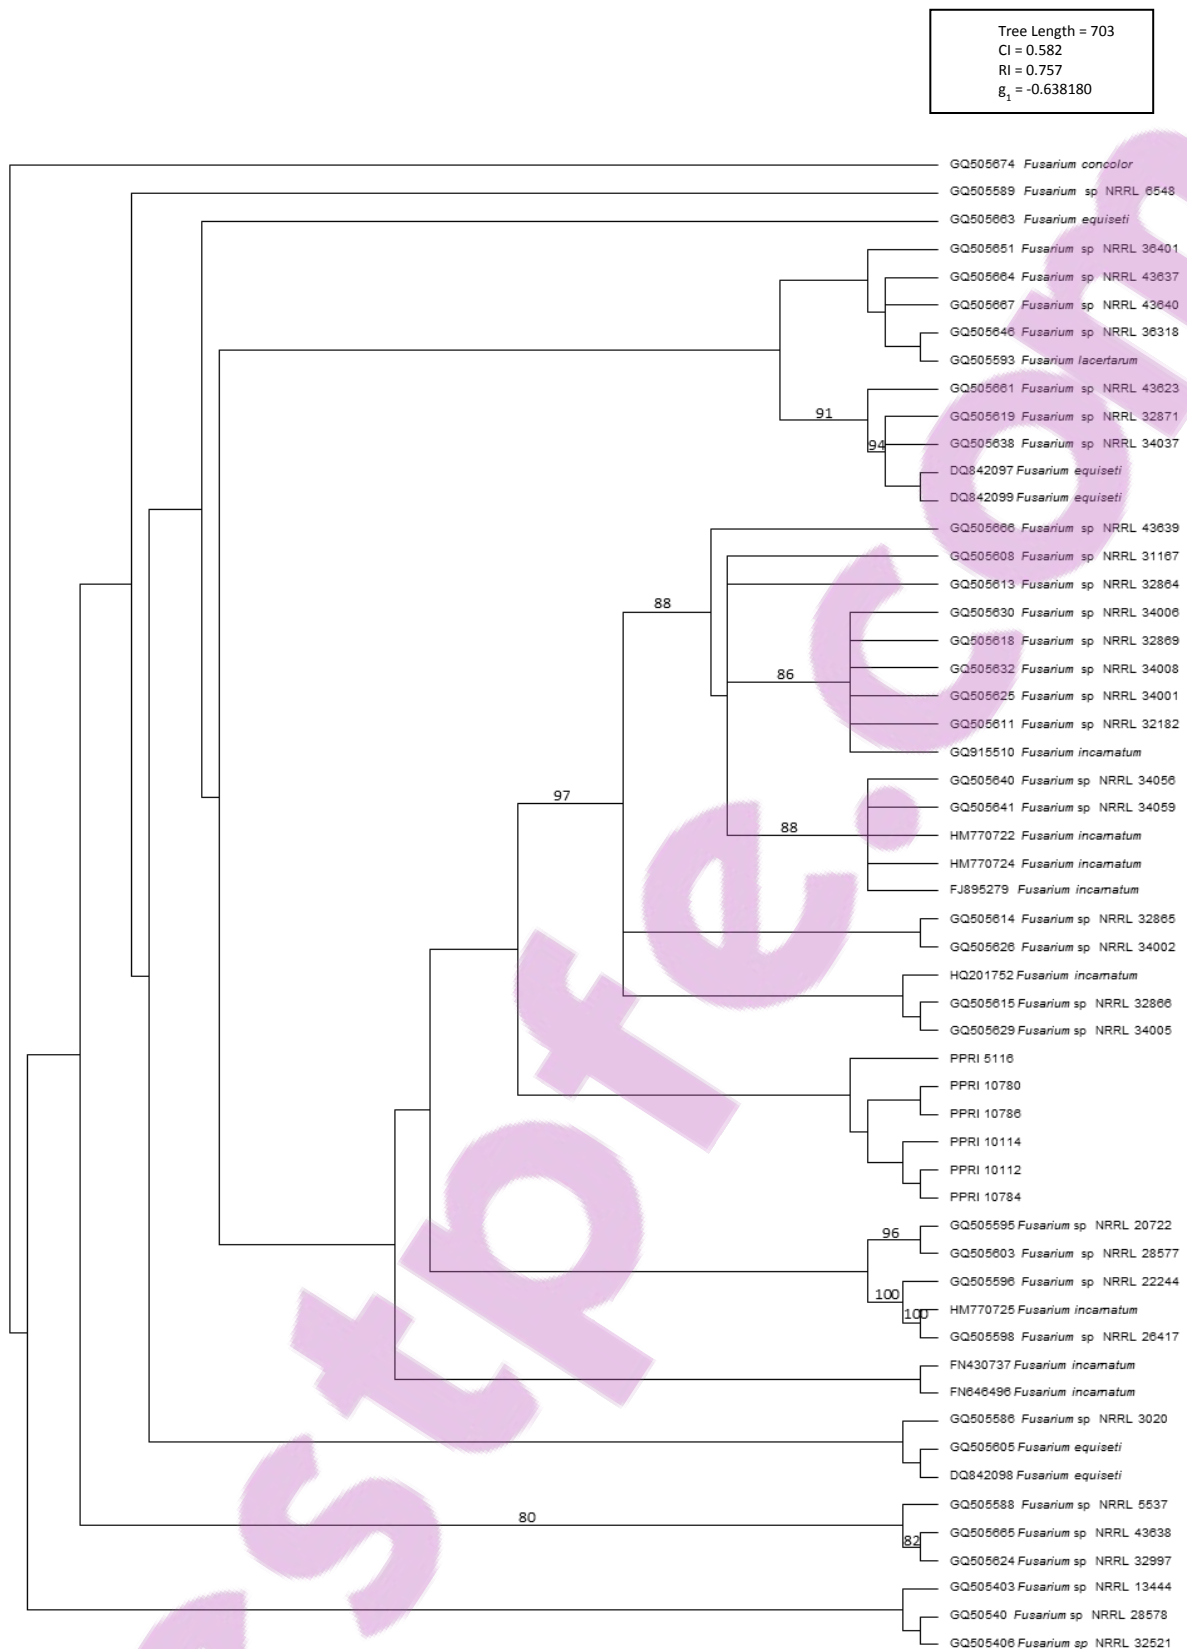 Tree Length = 703
CI = 0.582
RI = 0.757
g1 = -0.638180
GQ505674 Fusarium concolor
GQ505589 Fusarium sp NRRL 6548
GQ505663 Fusarium equiseti
GQ505651 Fusarium sp NRRL 36401
GQ505664 Fusarium sp NRRL 43637
GQ505667 Fusarium sp NRRL 43640
GQ505646 Fusarium sp NRRL 36318
GQ505593 Fusarium lacertarum
GQ505661 Fusarium sp NRRL 43623
91
GQ505619 Fusarium sp NRRL 32871
94
GQ505638 Fusarium sp NRRL 34037
DQ842097 Fusarium equiseti
DQ842099 Fusarium equiseti
GQ505666 Fusarium sp NRRL 43639
GQ505608 Fusarium sp NRRL 31167
GQ505613 Fusarium sp NRRL 32864
88
GQ505630 Fusarium sp NRRL 34006
GQ505618 Fusarium sp NRRL 32869
GQ505632 Fusarium sp NRRL 34008
86
GQ505625 Fusarium sp NRRL 34001
GQ505611 Fusarium sp NRRL 32182
GQ915510 Fusarium incarnatum
GQ505640 Fusarium sp NRRL 34056
97
GQ505641 Fusarium sp NRRL 34059
88
HM770722 Fusarium incarnatum
HM770724 Fusarium incarnatum
FJ895279 Fusarium incarnatum
GQ505614 Fusarium sp NRRL 32865
GQ505626 Fusarium sp NRRL 34002
HQ201752 Fusarium incarnatum
GQ505615 Fusarium sp NRRL 32866
GQ505629 Fusarium sp NRRL 34005
PPRI 5116
PPRI 10780
PPRI 10786
PPRI 10114
PPRI 10112
PPRI 10784
GQ505595 Fusarium sp NRRL 20722
96
GQ505603 Fusarium sp NRRL 28577
GQ505596 Fusarium sp NRRL 22244
100
HM770725 Fusarium incarnatum
100
GQ505598 Fusarium sp NRRL 26417
FN430737 Fusarium incarnatum
FN646496 Fusarium incarnatum
GQ505586 Fusarium sp NRRL 3020
GQ505605 Fusarium equiseti
DQ842098 Fusarium equiseti
GQ505588 Fusarium sp NRRL 5537
80
GQ505665 Fusarium sp NRRL 43638
82
GQ505624 Fusarium sp NRRL 32997
GQ505403 Fusarium sp NRRL 13444
GQ50540 Fusarium sp NRRL 28578
GQ505406 Fusarium sp NRRL 32521
stpfe.com